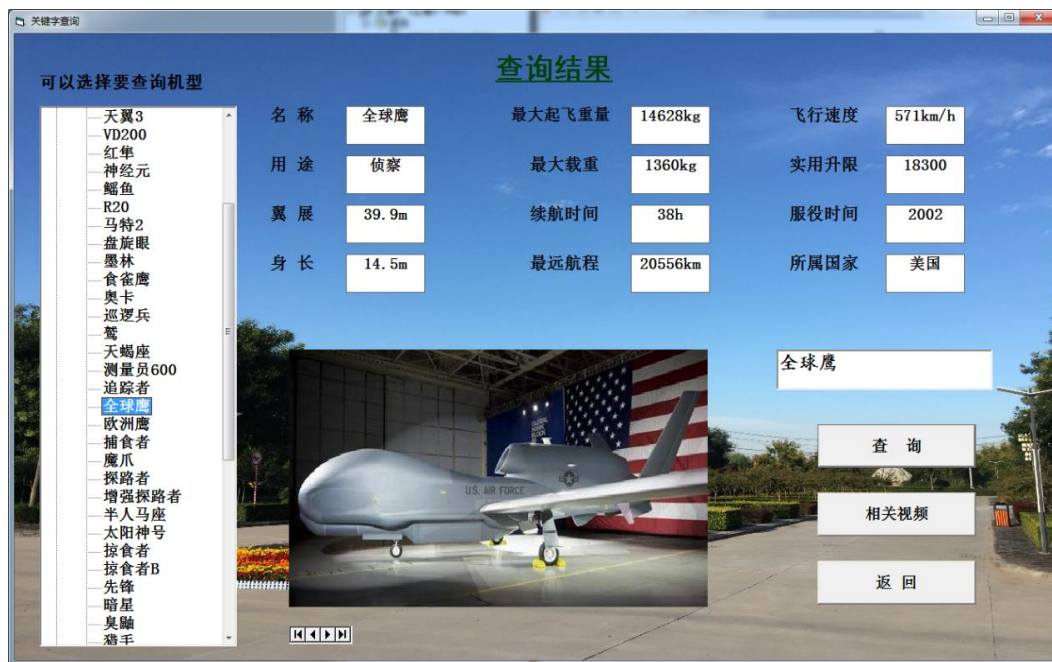 关键字查询
查询结果
可以选择要查询机型
天翼3
VD200
红隼
神经元
鳐鱼
R20
马特2
盘旋眼
墨林
食雀鹰
奥卡
巡逻兵
鹫
天蝎座
测量员600
追踪者
全球鹰
欧洲鹰
捕食者
魔爪
探路者
增强探路者
半人马座
太阳神号
掠食者
掠食者B
先锋
暗星
臭鼬
猎手
名 称 全球鹰 最大起飞重量 14628kg 飞行速度 571km/h
用 途 侦察 最大载重 1360kg 实用升限 18300
翼 展 39.9m 续航时间 38h 服役时间 2002
身 长 14.5m 最远航程 20556km 所属国家 美国
U.S. AIR FORCE
全球鹰
查 询
相关视频
返 回